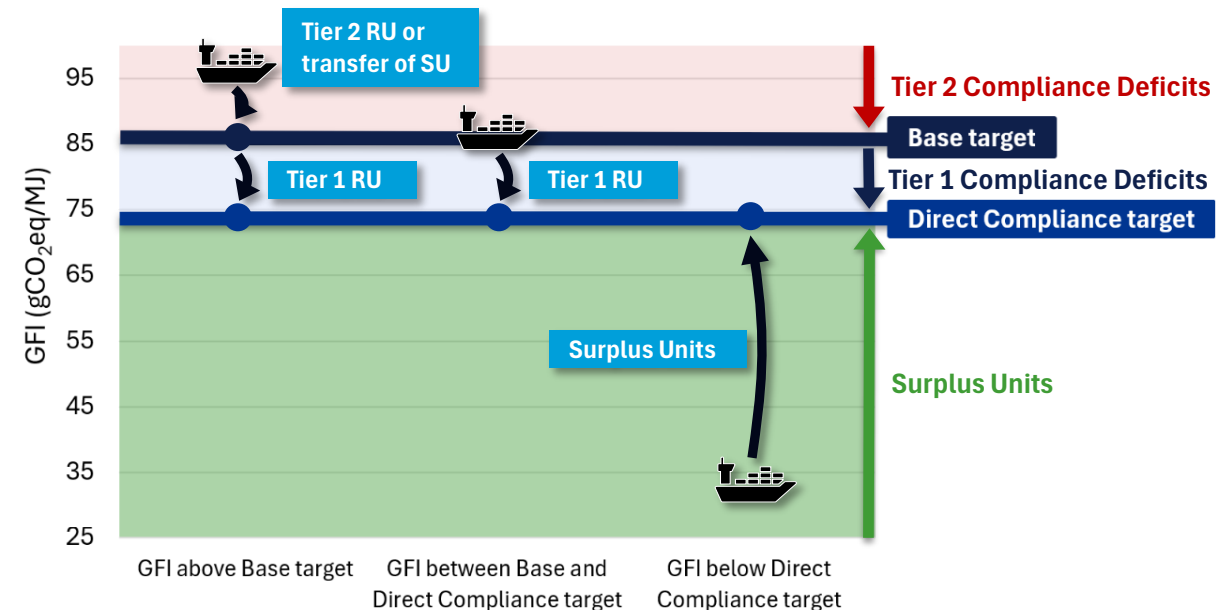 Tier 2 RU or
transfer of SU
95
85
75
65
55
45
35
25
GFI (gCO₂eq/MJ)
Tier 1 RU
Tier 1 RU
Surplus Units
Tier 2 Compliance Deficits
Base target
Tier 1 Compliance Deficits
Direct Compliance target
Surplus Units
GFI above Base target
GFI between Base and
Direct Compliance target
GFI below Direct
Compliance target